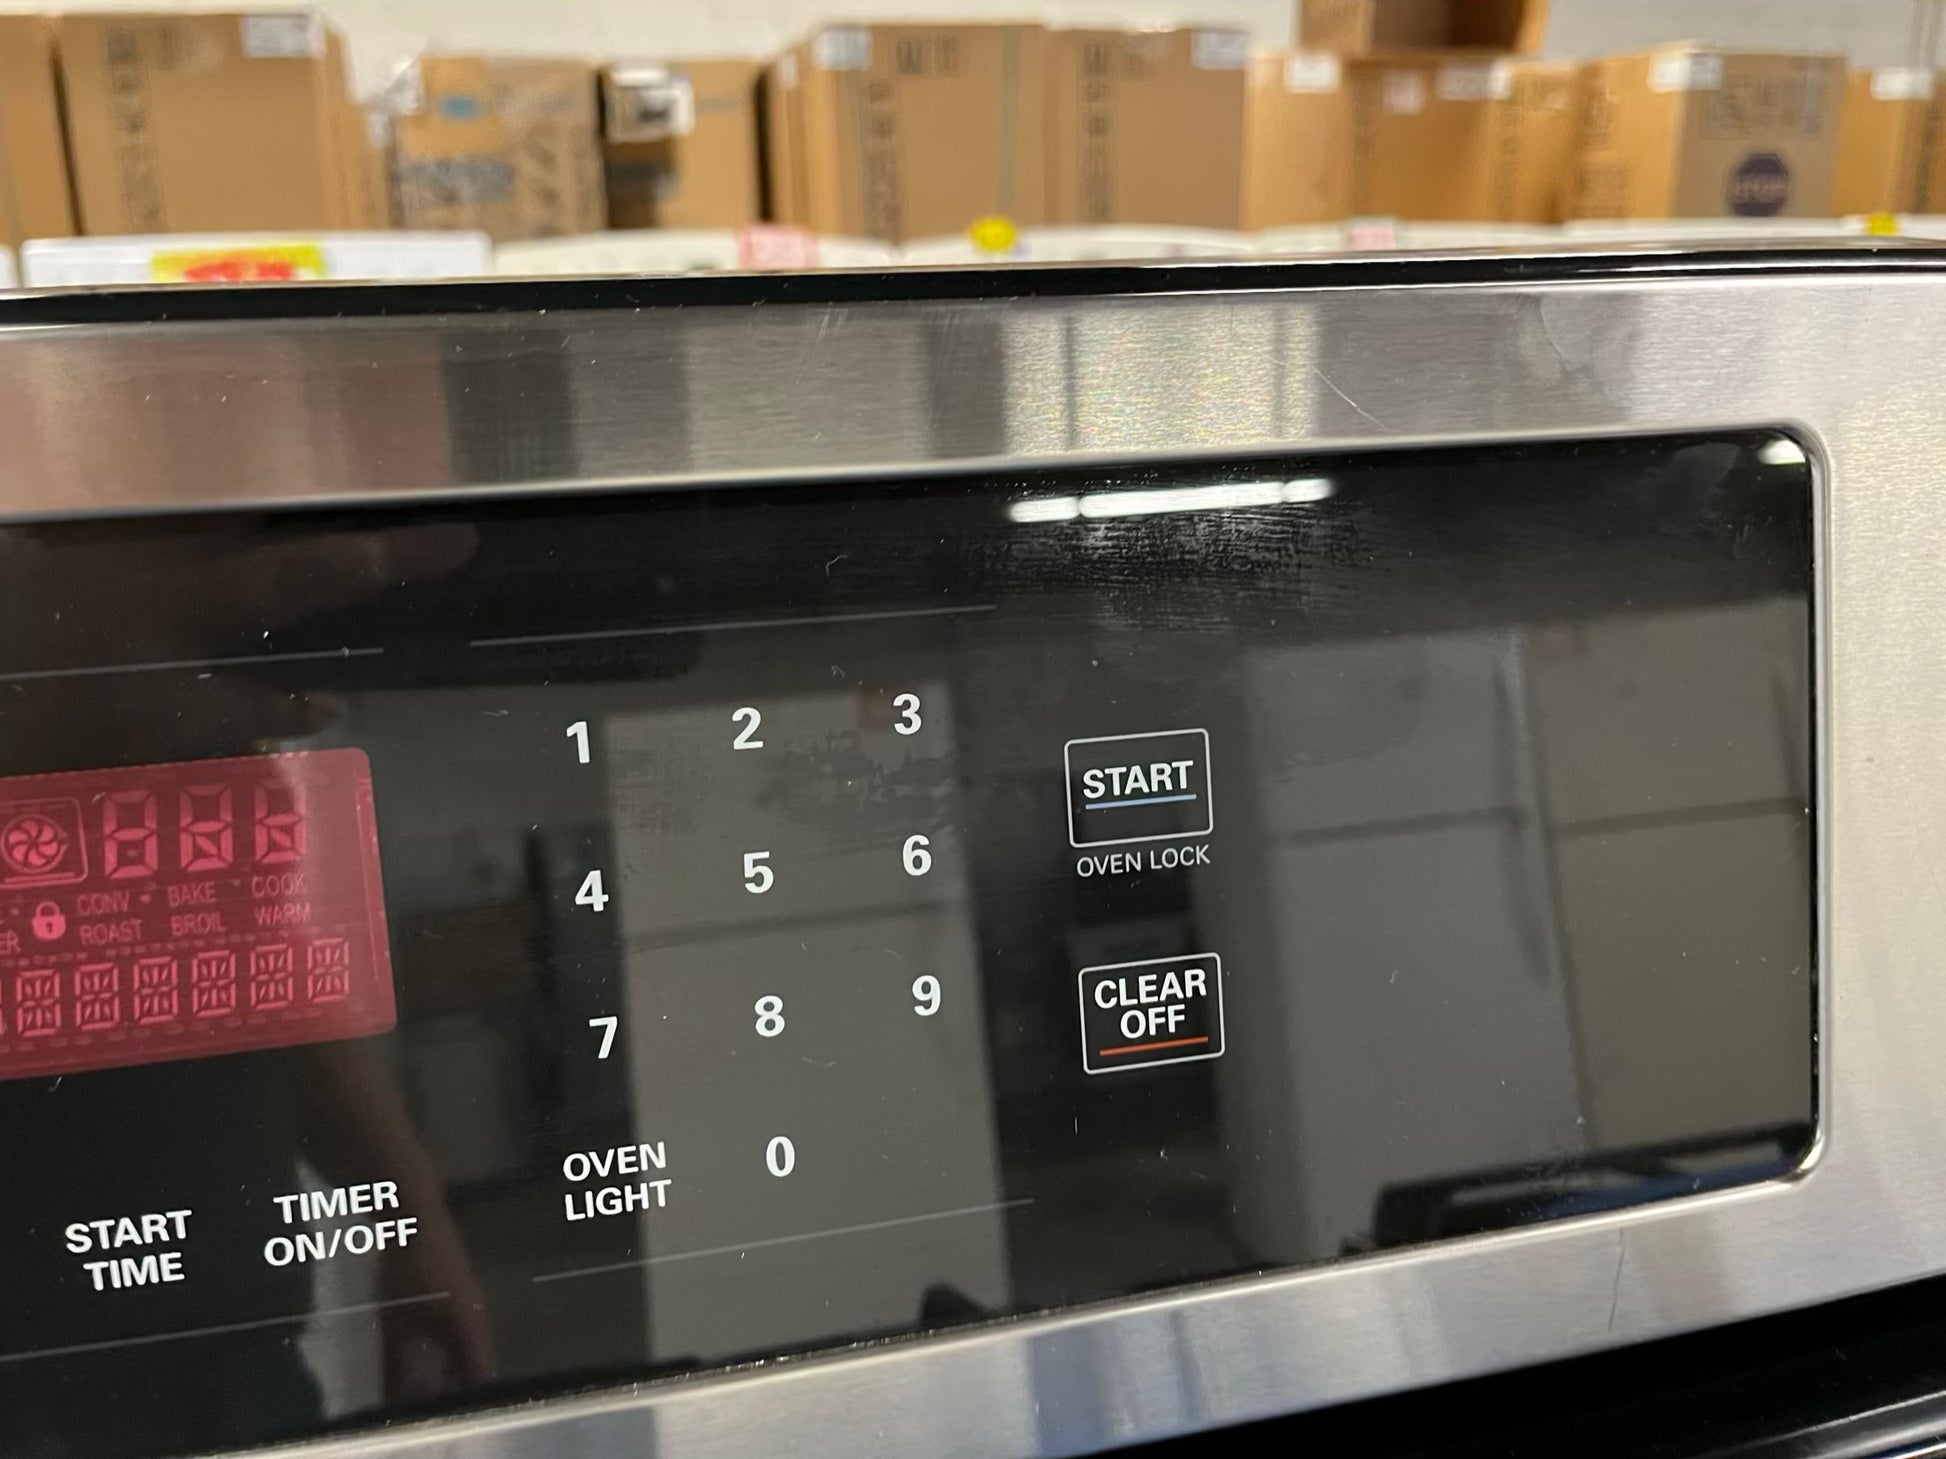 CONV BAKE COOK
ROAST BROIL WARM
START
TIME
TIMER
ON/OFF
1 2 3
4 5 6
7 8 9
OVEN
LIGHT
0
START
OVEN LOCK
CLEAR
OFF
STOP